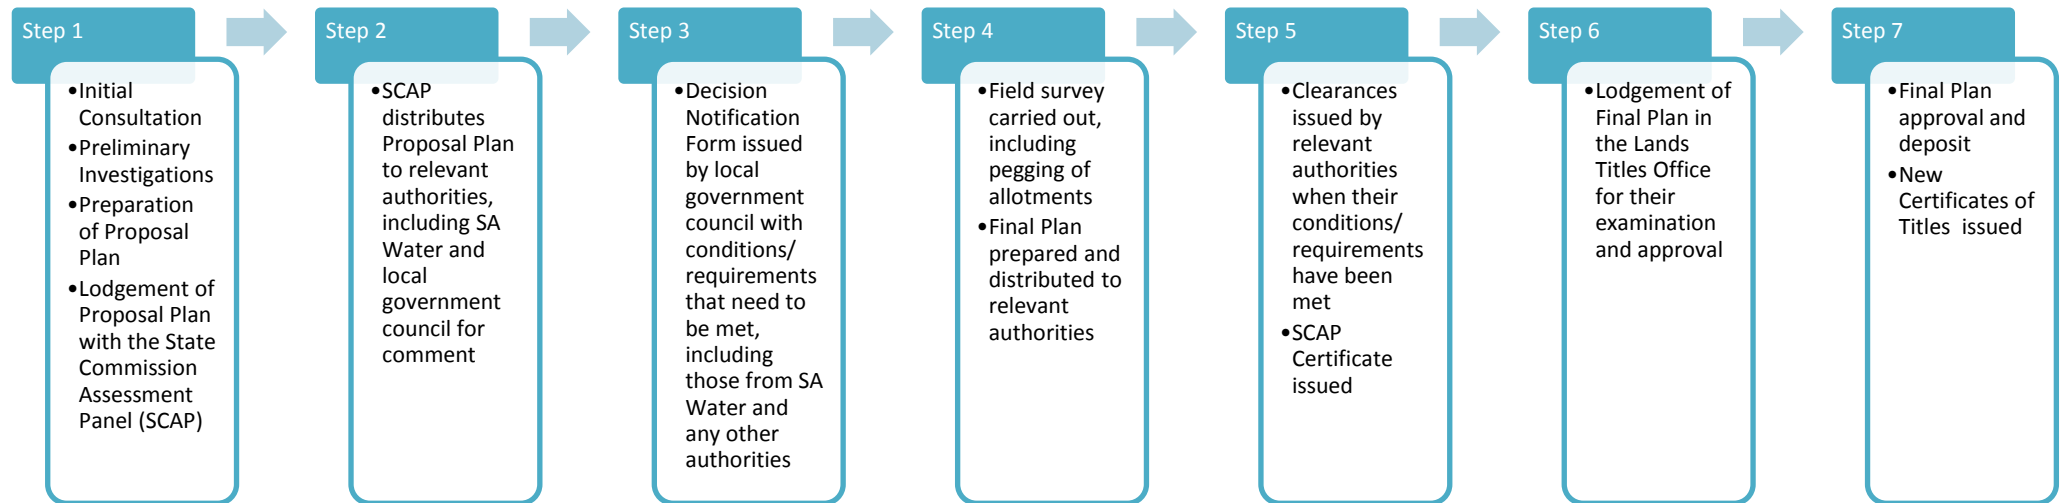 Step 1
•Initial
Consultation
•Preliminary
Investigations
•Preparation
of Proposal
Plan
•Lodgement of
Proposal Plan
with the State
Commission
Assessment
Panel (SCAP)
Step 2
•SCAP
distributes
Proposal Plan
to relevant
authorities,
including SA
Water and
local
government
council for
comment
Step 3
•Decision
Notification
Form issued
by local
government
council with
conditions/
requirements
that need to
be met,
including
those from SA
Water and
any other
authorities
Step 4
•Field survey
carried out,
including
pegging of
allotments
•Final Plan
prepared and
distributed to
relevant
authorities
Step 5
•Clearances
issued by
relevant
authorities
when their
conditions/
requirements
have been
met
•SCAP
Certificate
issued
Step 6
•Lodgement of
Final Plan in
the Lands
Titles Office
for their
examination
and approval
Step 7
•Final Plan
approval and
deposit
•New
Certificates of
Titles issued